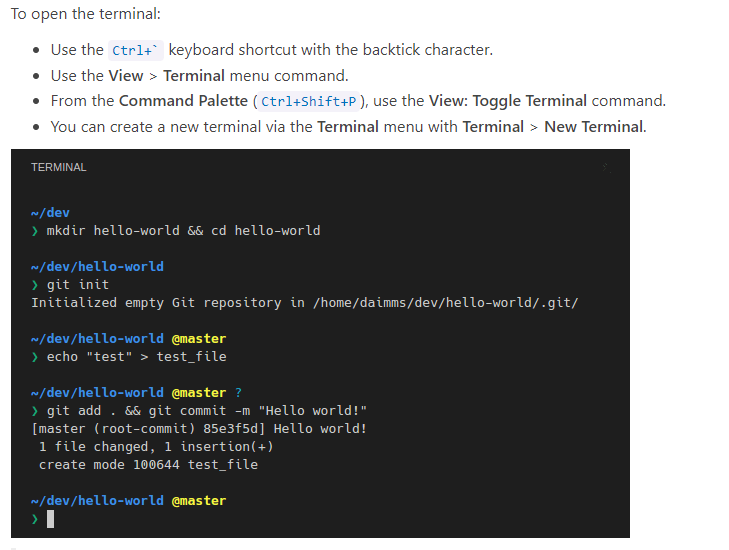 To open the terminal:
• Use the Ctrl+` keyboard shortcut with the backtick character.
• Use the View > Terminal menu command.
• From the Command Palette (Ctrl+Shift+P), use the View: Toggle Terminal command.
• You can create a new terminal via the Terminal menu with Terminal > New Terminal.
TERMINAL
~/dev
❯ mkdir hello-world && cd hello-world
~/dev/hello-world
❯ git init
Initialized empty Git repository in /home/daimms/dev/hello-world/.git/
~/dev/hello-world @master
❯ echo "test" > test_file
~/dev/hello-world @master ?
❯ git add . && git commit -m "Hello world!"
[master (root-commit) 85e3f5d] Hello world!
1 file changed, 1 insertion(+)
create mode 100644 test_file
~/dev/hello-world @master
❯